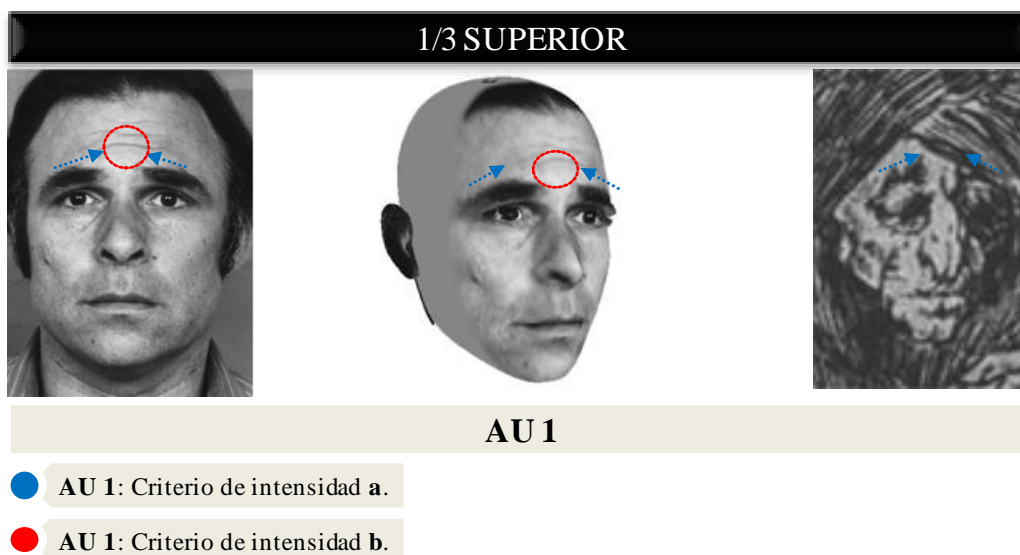 1/3 SUPERIOR
AU 1
AU 1: Criterio de intensidad a.
AU 1: Criterio de intensidad b.